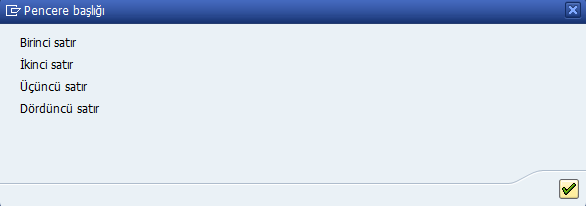 Pencere başlığı
Birinci satır
İkinci satır
Üçüncü satır
Dördüncü satır